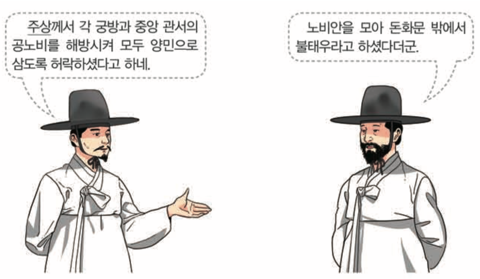 주상께서 각 궁방과 중앙 관서의
공노비를 해방시켜 모두 양민으로
삼도록 허락하셨다고 하네.
노비안을 모아 돈화문 밖에서
불태우라고 하셨다더군.